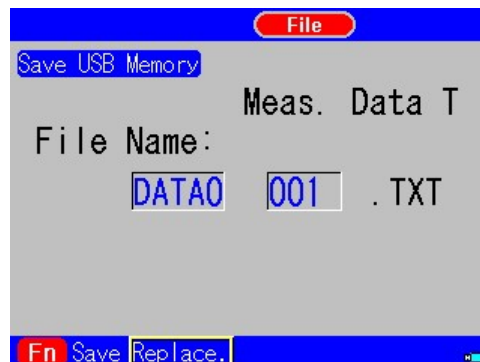 File
Save USB Memory
Meas. Data T
File Name:
DATA0 001 .TXT
Fn Save Replace.